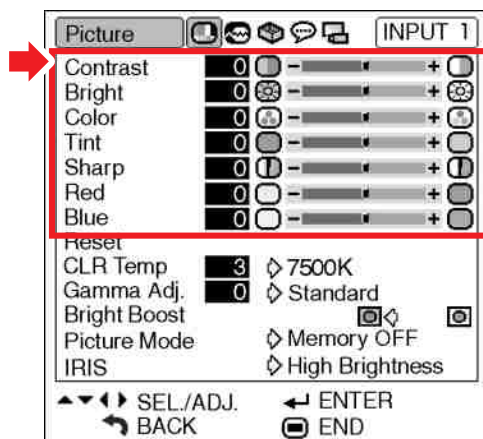 Picture INPUT 1
Contrast 0 - +
Bright 0 - +
Color 0 - +
Tint 0 - +
Sharp 0 - +
Red 0 - +
Blue 0 - +
Reset
CLR Temp 3 7500K
Gamma Adj. 0 Standard
Bright Boost
Picture Mode Memory OFF
IRIS High Brightness
SEL./ADJ. ENTER
BACK END